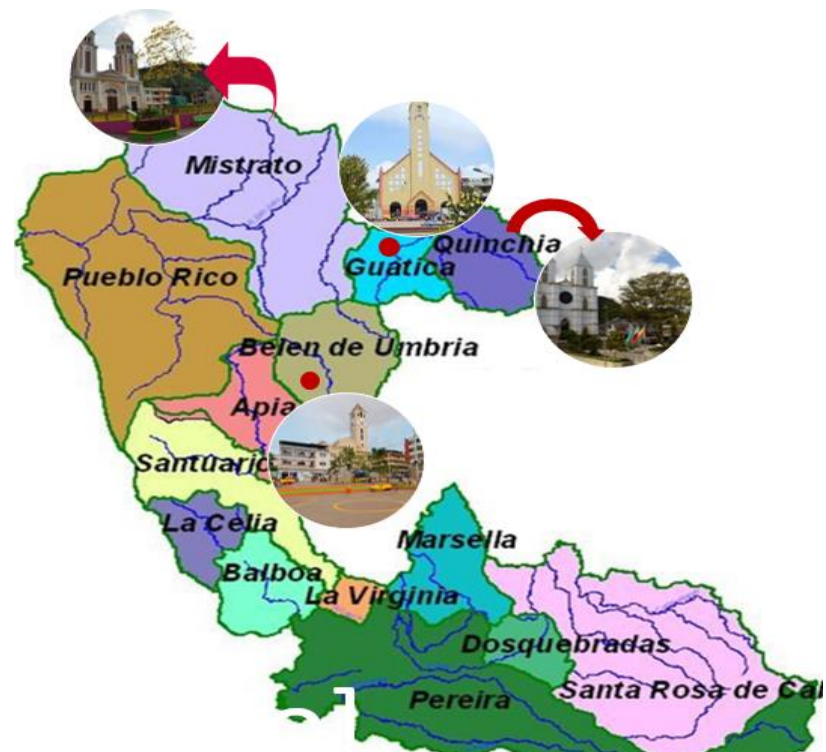 Mistrato
Quinchia
Guatica
Pueblo Rico
Belen de Umbria
Apia
Santuario
La Celia
Marsella
Balboa
La Virginia
Dosquebradas
Santa Rosa de Cal
Pereira